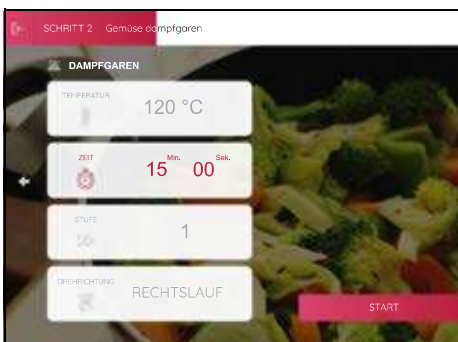 SCHRITT 2 Gemüse dampfgaren
DAMPFGAREN
TEMPERATUR
120 °C
ZEIT
15 Min. 00 Sek.
STUFE
1
DREHRICHTUNG
RECHTSLAUF
START